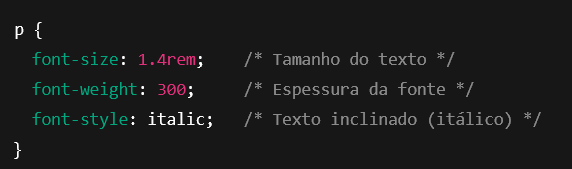 p {
  font-size: 1.4rem;    /* Tamanho do texto */
  font-weight: 300;     /* Espessura da fonte */
  font-style: italic;   /* Texto inclinado (itálico) */
}